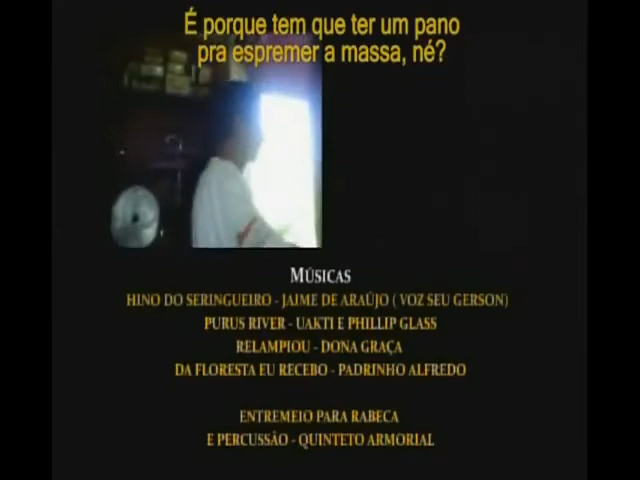 É porque tem que ter um pano
pra espremer a massa, né?
MÚSICAS
HINO DO SERINGUEIRO - JAIME DE ARAÚJO ( VOZ SEU GERSON)
PURUS RIVER - UAKTI E PHILLIP GLASS
RELAMPIOU - DONA GRAÇA
DA FLORESTA EU RECEBO - PADRINHO ALFREDO
ENTREMEIO PARA RABECA
E PERCUSSÃO - QUINTETO ARMORIAL